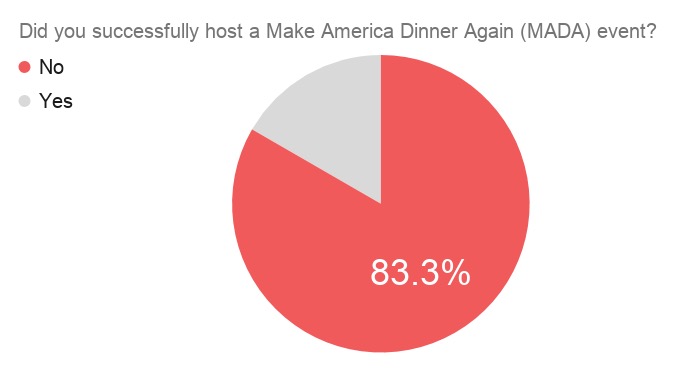 Did you successfully host a Make America Dinner Again (MADA) event?
No
Yes
83.3%